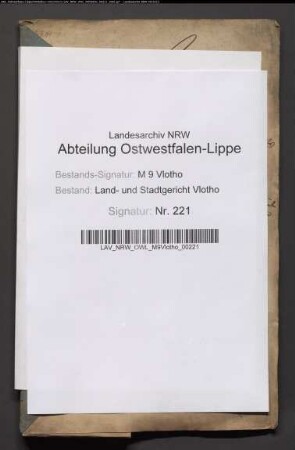 Landesarchiv NRW
Abteilung Ostwestfalen-Lippe
Bestands-Signatur: M 9 Vlotho
Bestand: Land- und Stadtgericht Vlotho
Signatur: Nr. 221
LAV_NRW_OWL_M9Vlotho_00221